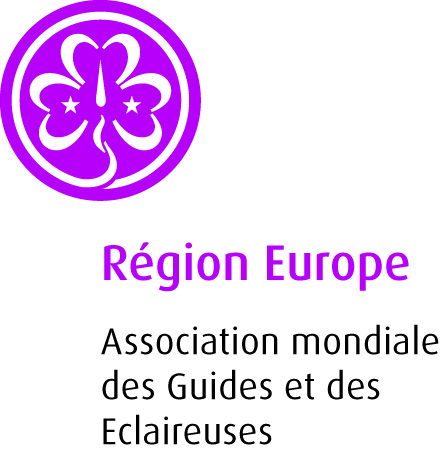 Région Europe
Association mondiale
des Guides et des
Eclaireuses